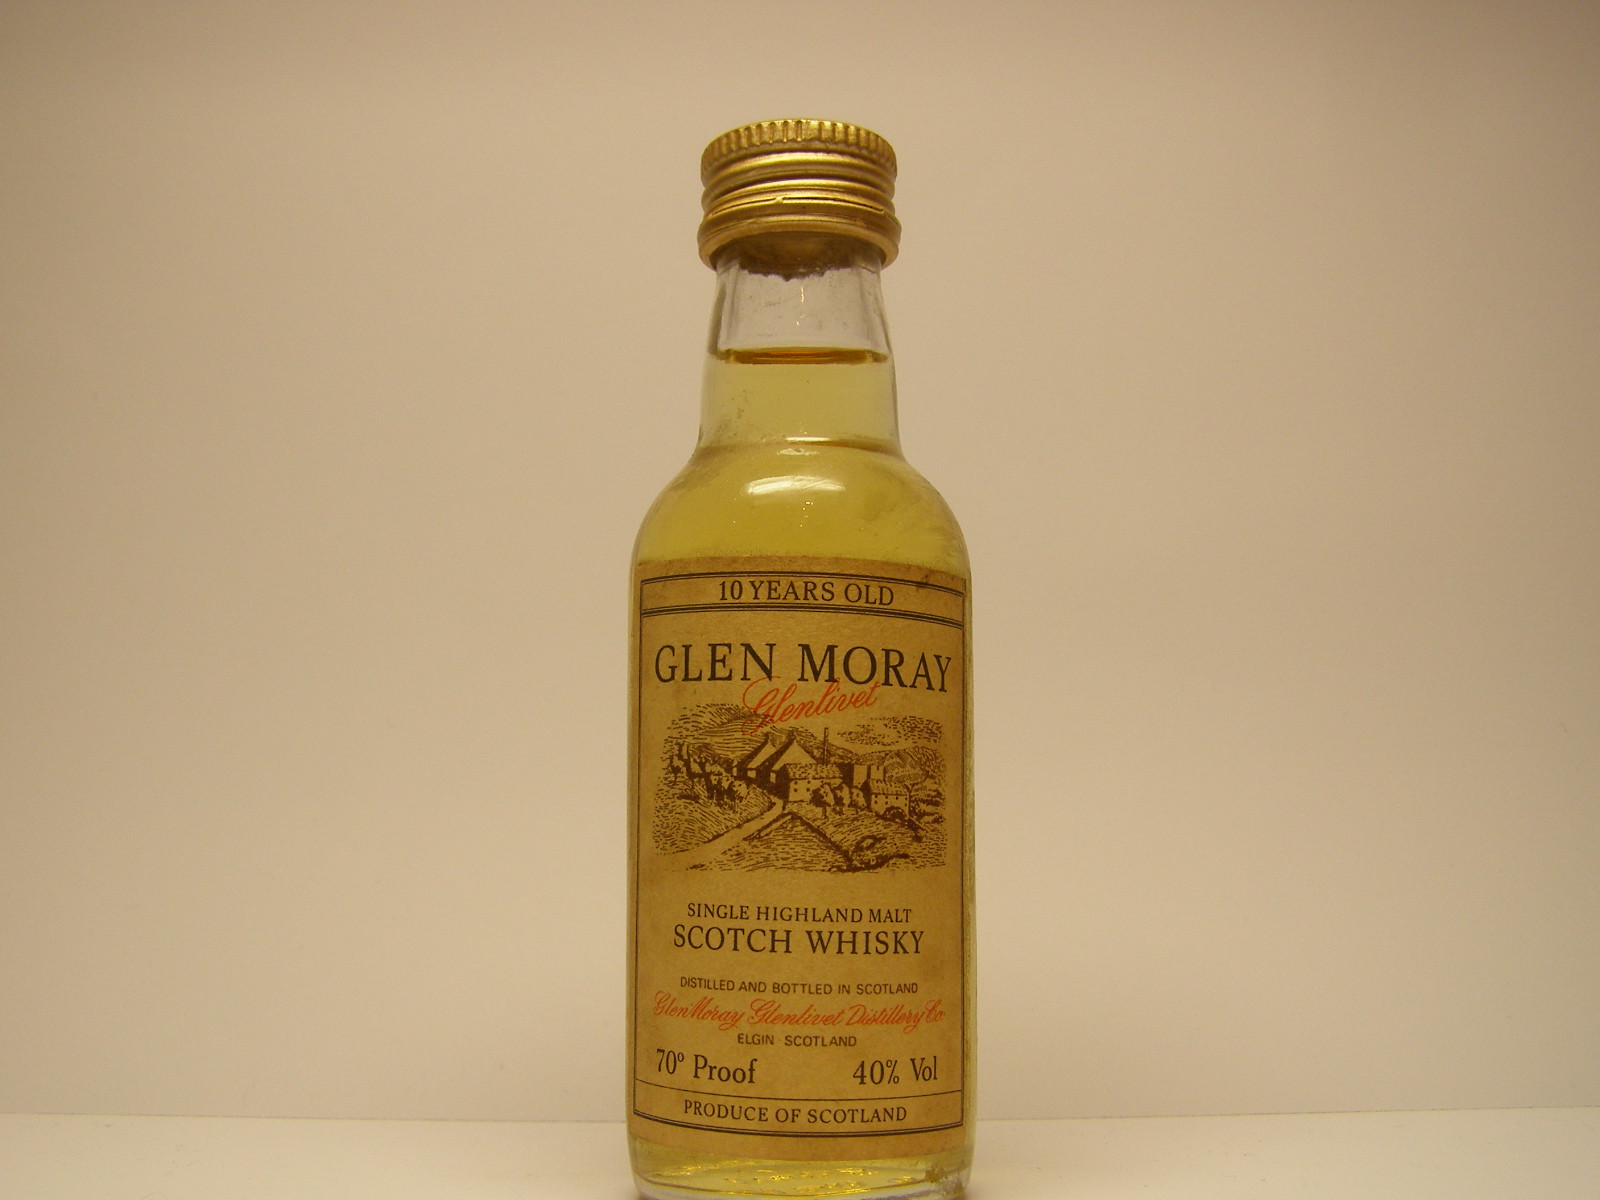 10 YEARS OLD
GLEN MORAY
Glenlivet
SINGLE HIGHLAND MALT
SCOTCH WHISKY
DISTILLED AND BOTTLED IN SCOTLAND
Glen Moray Glenlivet Distillery Co
ELGIN SCOTLAND
70º Proof 40% Vol
PRODUCE OF SCOTLAND